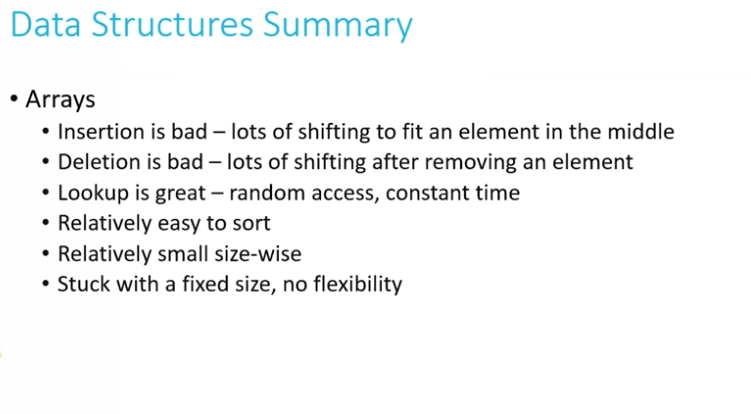 Data Structures Summary
• Arrays
• Insertion is bad – lots of shifting to fit an element in the middle
• Deletion is bad – lots of shifting after removing an element
• Lookup is great – random access, constant time
• Relatively easy to sort
• Relatively small size-wise
• Stuck with a fixed size, no flexibility